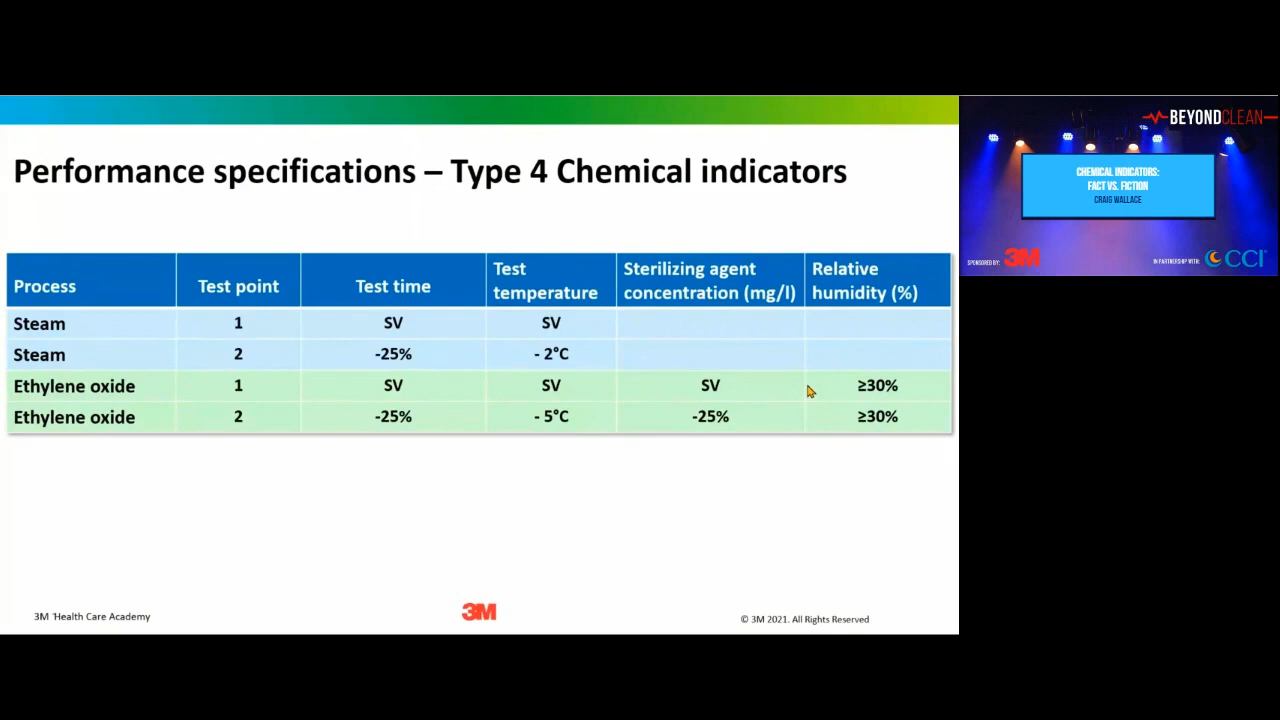 Performance specifications – Type 4 Chemical indicators
Process Test point Test time Test temperature Sterilizing agent concentration (mg/l) Relative humidity (%)
Steam 1 SV SV
Steam 2 -25% - 2°C
Ethylene oxide 1 SV SV SV ≥30%
Ethylene oxide 2 -25% - 5°C -25% ≥30%
3M 'Health Care Academy
3M
© 3M 2021. All Rights Reserved
BEYONDCLEAN
CHEMICAL INDICATORS:
FACT VS. FICTION
CRAIG WALLACE
SPONSORED BY: 3M
IN PARTNERSHIP WITH: CCI